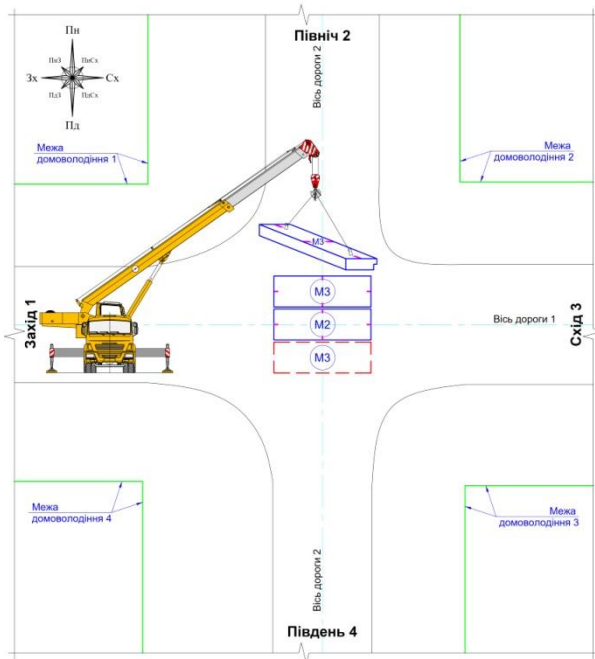 Пн
ПнЗ
ПнСх
Зх
Сх
ПдЗ
ПдСх
Пд
Північ 2
Вісь дороги 2
Межа
домоволодіння 1
Межа
домоволодіння 2
М3
М3
М2
М3
Захід 1
Вісь дороги 1
Схід 3
Межа
домоволодіння 4
Межа
домоволодіння 3
Вісь дороги 2
Південь 4